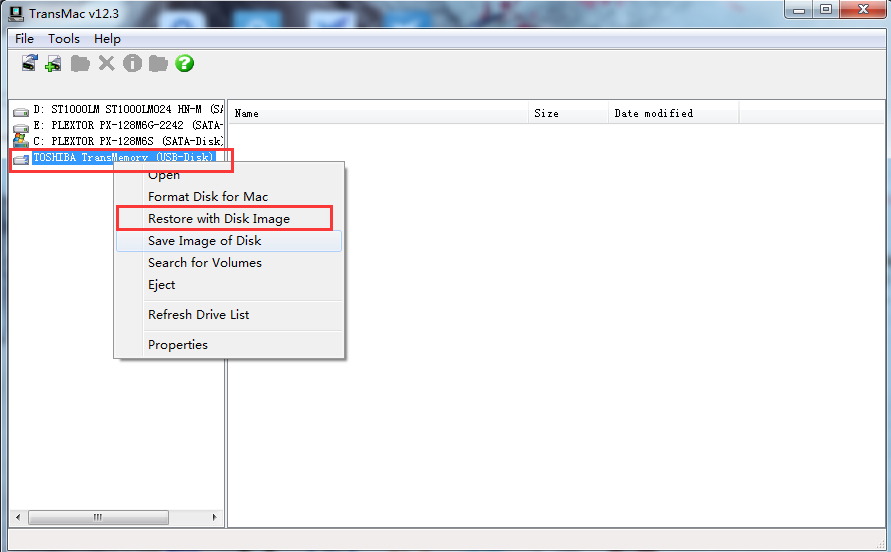 TransMac v12.3
File Tools Help
D: ST1000LM ST1000LM024 HN-M (SA
E: PLEXTOR PX-128M6G-2242 (SATA-
C: PLEXTOR PX-128M6S (SATA-Disk)
TOSHIBA TransMemory (USB-Disk)
Name Size Date modified
Open
Format Disk for Mac
Restore with Disk Image
Save Image of Disk
Search for Volumes
Eject
Refresh Drive List
Properties